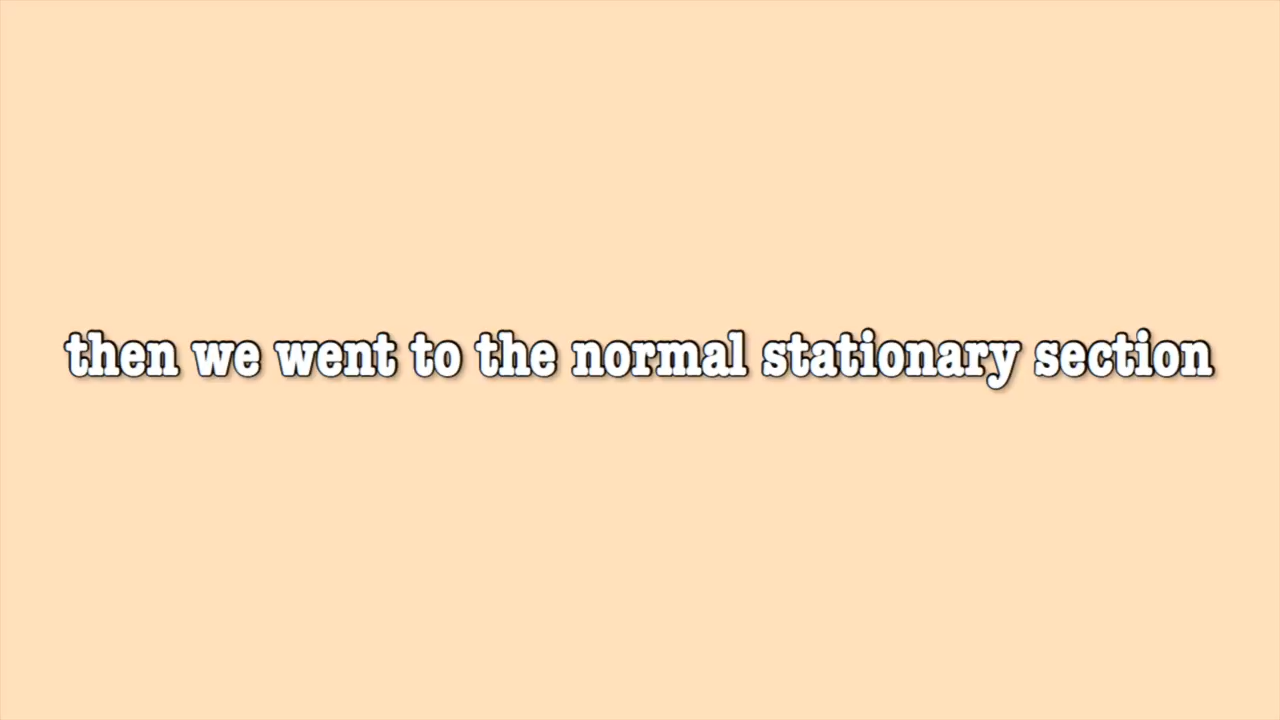 then we went to the normal stationary section